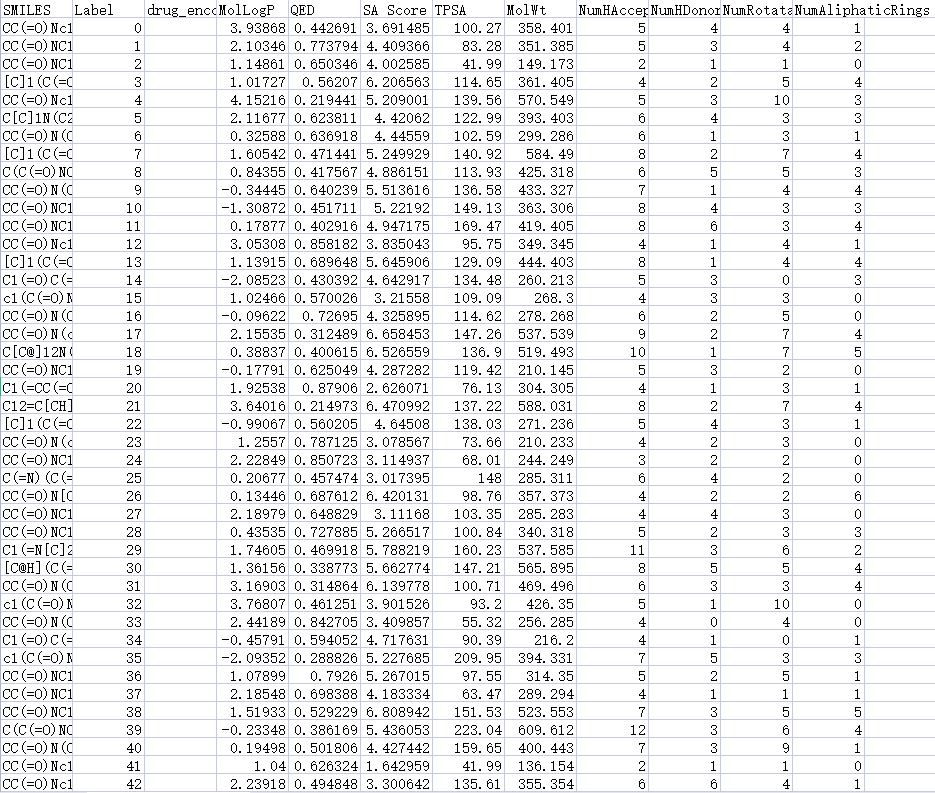 SMILES Label drug_enco MolLogP QED SA Score TPSA MolWt NumHAccep NumHDonor NumRotata NumAliphaticRings
CC(=O)Nc1 0 3.93868 0.442691 3.691485 100.27 358.401 5 4 4 1
CC(=O)NC1 1 2.10346 0.773794 4.409366 83.28 351.385 5 3 4 2
CC(=O)NC1 2 1.14861 0.650346 4.002585 41.99 149.173 2 1 1 0
[C]1(C(=O 3 1.01727 0.56207 6.206563 114.65 361.405 4 2 5 4
CC(=O)Nc1 4 4.15216 0.219441 5.209001 139.56 570.549 5 3 10 3
C[C]1N(C2 5 2.11677 0.623811 4.42062 122.99 393.403 6 4 3 3
CC(=O)N(C 6 0.32588 0.636918 4.44559 102.59 299.286 6 1 3 1
[C]1(C(=O 7 1.60542 0.471441 5.249929 140.92 584.49 8 2 7 4
C(C(=O)NC 8 0.84355 0.417567 4.886151 113.93 425.318 6 5 5 3
CC(=O)N(C 9 -0.34445 0.640239 5.513616 136.58 433.327 7 1 4 4
CC(=O)NC1 10 -1.30872 0.451711 5.22192 149.13 363.306 8 4 3 3
CC(=O)NC1 11 0.17877 0.402916 4.947175 169.47 419.405 8 6 3 4
CC(=O)Nc1 12 3.05308 0.858182 3.835043 95.75 349.345 4 1 4 1
[C]1(C(=O 13 1.13915 0.689648 5.645906 129.09 444.403 8 1 4 4
C1(=O)C(= 14 -2.08523 0.430392 4.642917 134.48 260.213 5 3 0 3
c1(C(=O)N 15 1.02466 0.570026 3.21558 109.09 268.3 4 3 3 0
CC(=O)N(C 16 -0.09622 0.72695 4.325895 114.62 278.268 6 2 5 0
CC(=O)N(c 17 2.15535 0.312489 6.658453 147.26 537.539 9 2 7 4
C[C@]12N( 18 0.38837 0.400615 6.526559 136.9 519.493 10 1 7 5
CC(=O)NC1 19 -0.17791 0.625049 4.287282 119.42 210.145 5 3 2 0
C1(=CC(=O 20 1.92538 0.87906 2.626071 76.13 304.305 4 1 3 1
C12=C[CH] 21 3.64016 0.214973 6.470992 137.22 588.031 8 2 7 4
[C]1(C(=O 22 -0.99067 0.560205 4.64508 138.03 271.236 5 4 3 1
CC(=O)N(c 23 1.2557 0.787125 3.078567 73.66 210.233 4 2 3 0
CC(=O)NC1 24 2.22849 0.850723 3.114937 68.01 244.249 3 2 2 0
C(=N)(C(= 25 0.20677 0.457474 3.017395 148 285.311 6 4 2 0
CC(=O)N[C 26 0.13446 0.687612 6.420131 98.76 357.373 4 2 2 6
CC(=O)NC1 27 2.18979 0.648829 3.11168 103.35 285.283 4 4 3 0
CC(=O)NC1 28 0.43535 0.727885 5.266517 100.84 340.318 5 2 3 3
C1(=N[C]2 29 1.74605 0.469918 5.788219 160.23 537.585 11 3 6 2
[C@H](C(= 30 1.36156 0.338773 5.662774 147.21 565.895 8 5 5 4
CC(=O)N(C 31 3.16903 0.314864 6.139778 100.71 469.496 6 3 3 4
c1(C(=O)N 32 3.76807 0.461251 3.901526 93.2 426.35 5 1 10 0
CC(=O)N(C 33 2.44189 0.842705 3.409857 55.32 256.285 4 0 4 0
C1(=O)C(= 34 -0.45791 0.594052 4.717631 90.39 216.2 4 1 0 1
c1(C(=O)N 35 -2.09352 0.288826 5.227685 209.95 394.331 7 5 3 3
CC(=O)NC1 36 1.07899 0.7926 5.267015 97.55 314.35 5 2 5 1
CC(=O)NC1 37 2.18548 0.698388 4.183334 63.47 289.294 4 1 1 1
CC(=O)NC1 38 1.51933 0.529229 6.808942 151.53 523.553 7 3 5 5
C(C(=O)NC 39 -0.23348 0.386169 5.436053 223.04 609.612 12 3 6 4
CC(=O)N(C 40 0.19498 0.501806 4.427442 159.65 400.443 7 3 9 1
CC(=O)Nc1 41 1.04 0.626324 1.642959 41.99 136.154 2 1 1 0
CC(=O)Nc1 42 2.23918 0.494848 3.300642 135.61 355.354 6 6 4 1